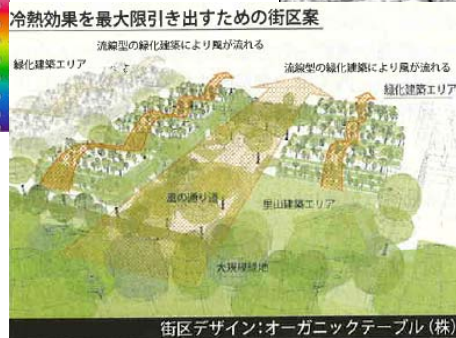 冷熱効果を最大限引き出すための街区案
流線型の緑化建築により風が流れる
緑化建築エリア
流線型の緑化建築により風が流れる
緑化建築エリア
風の通り道
里山建築エリア
大規模緑地
街区デザイン:オーガニックテーブル(株)